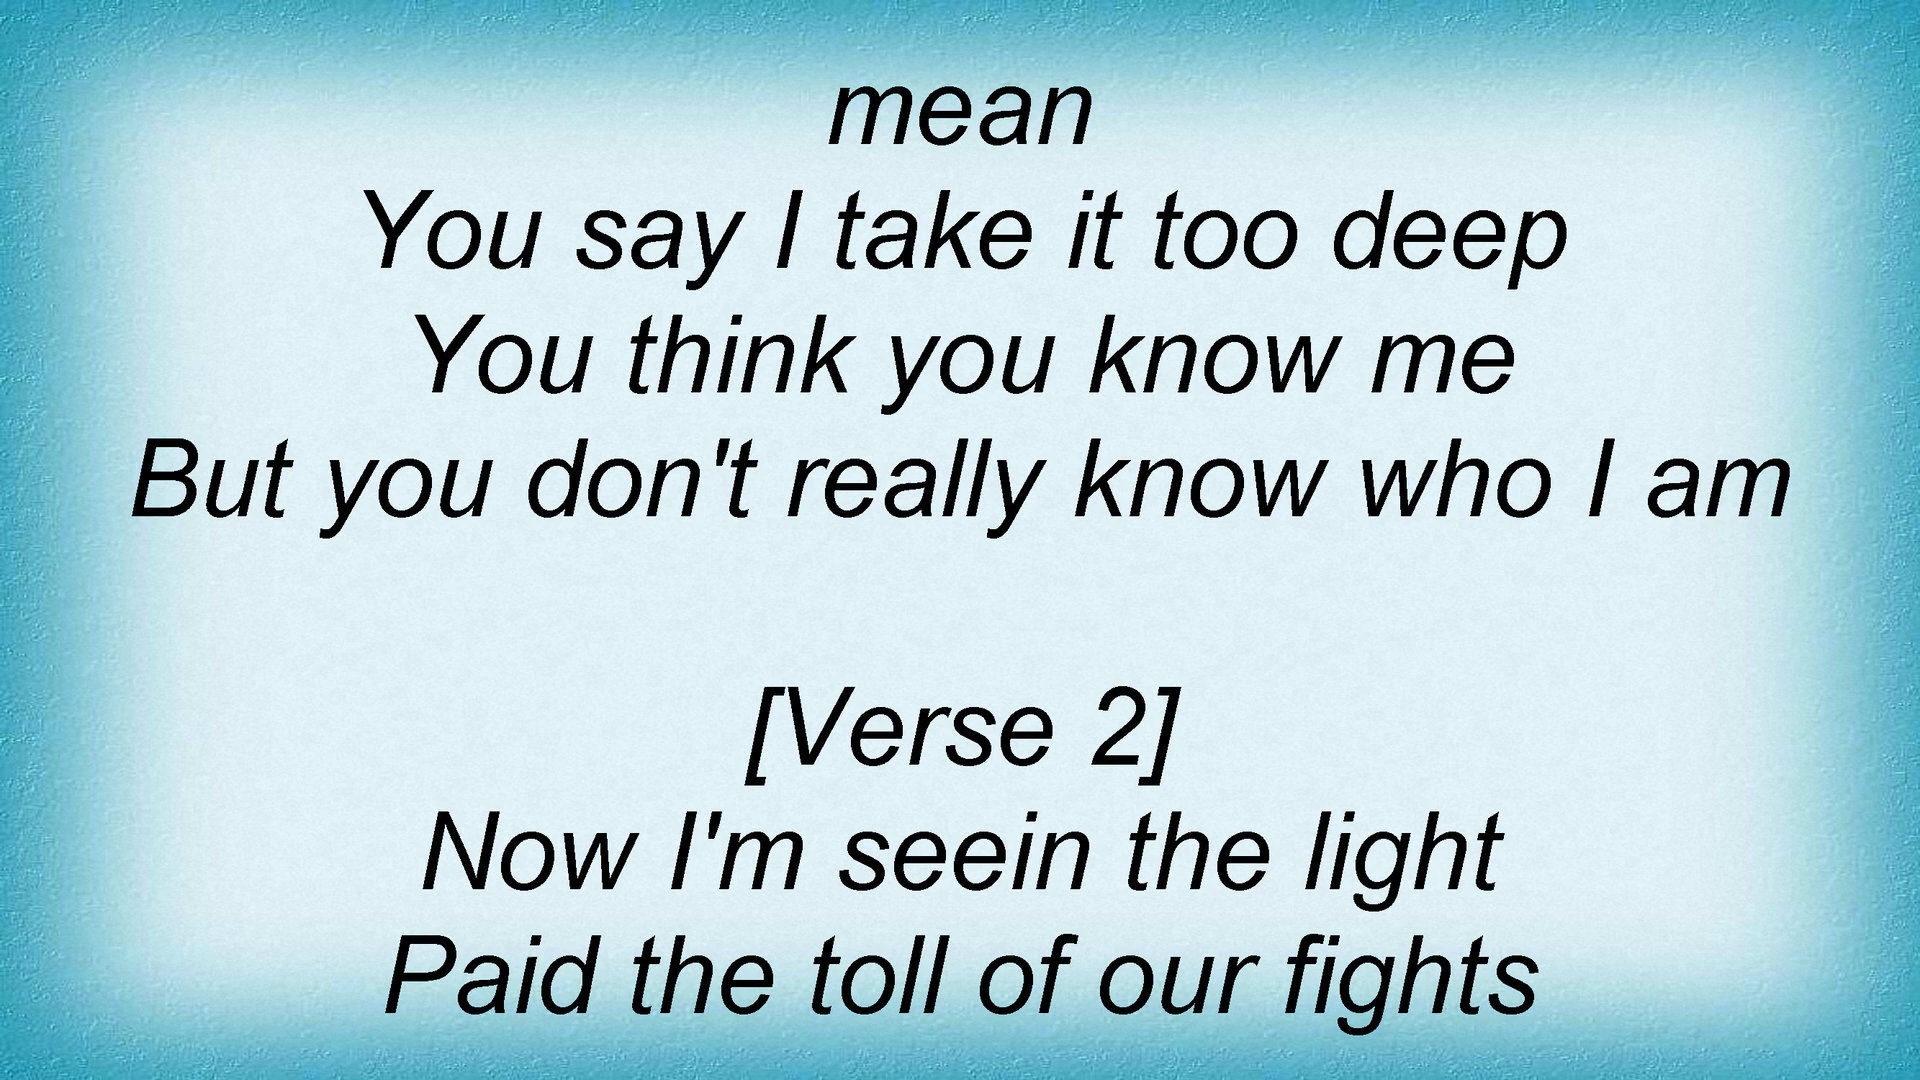 mean
You say I take it too deep
You think you know me
But you don't really know who I am
[Verse 2]
Now I'm seein the light
Paid the toll of our fights